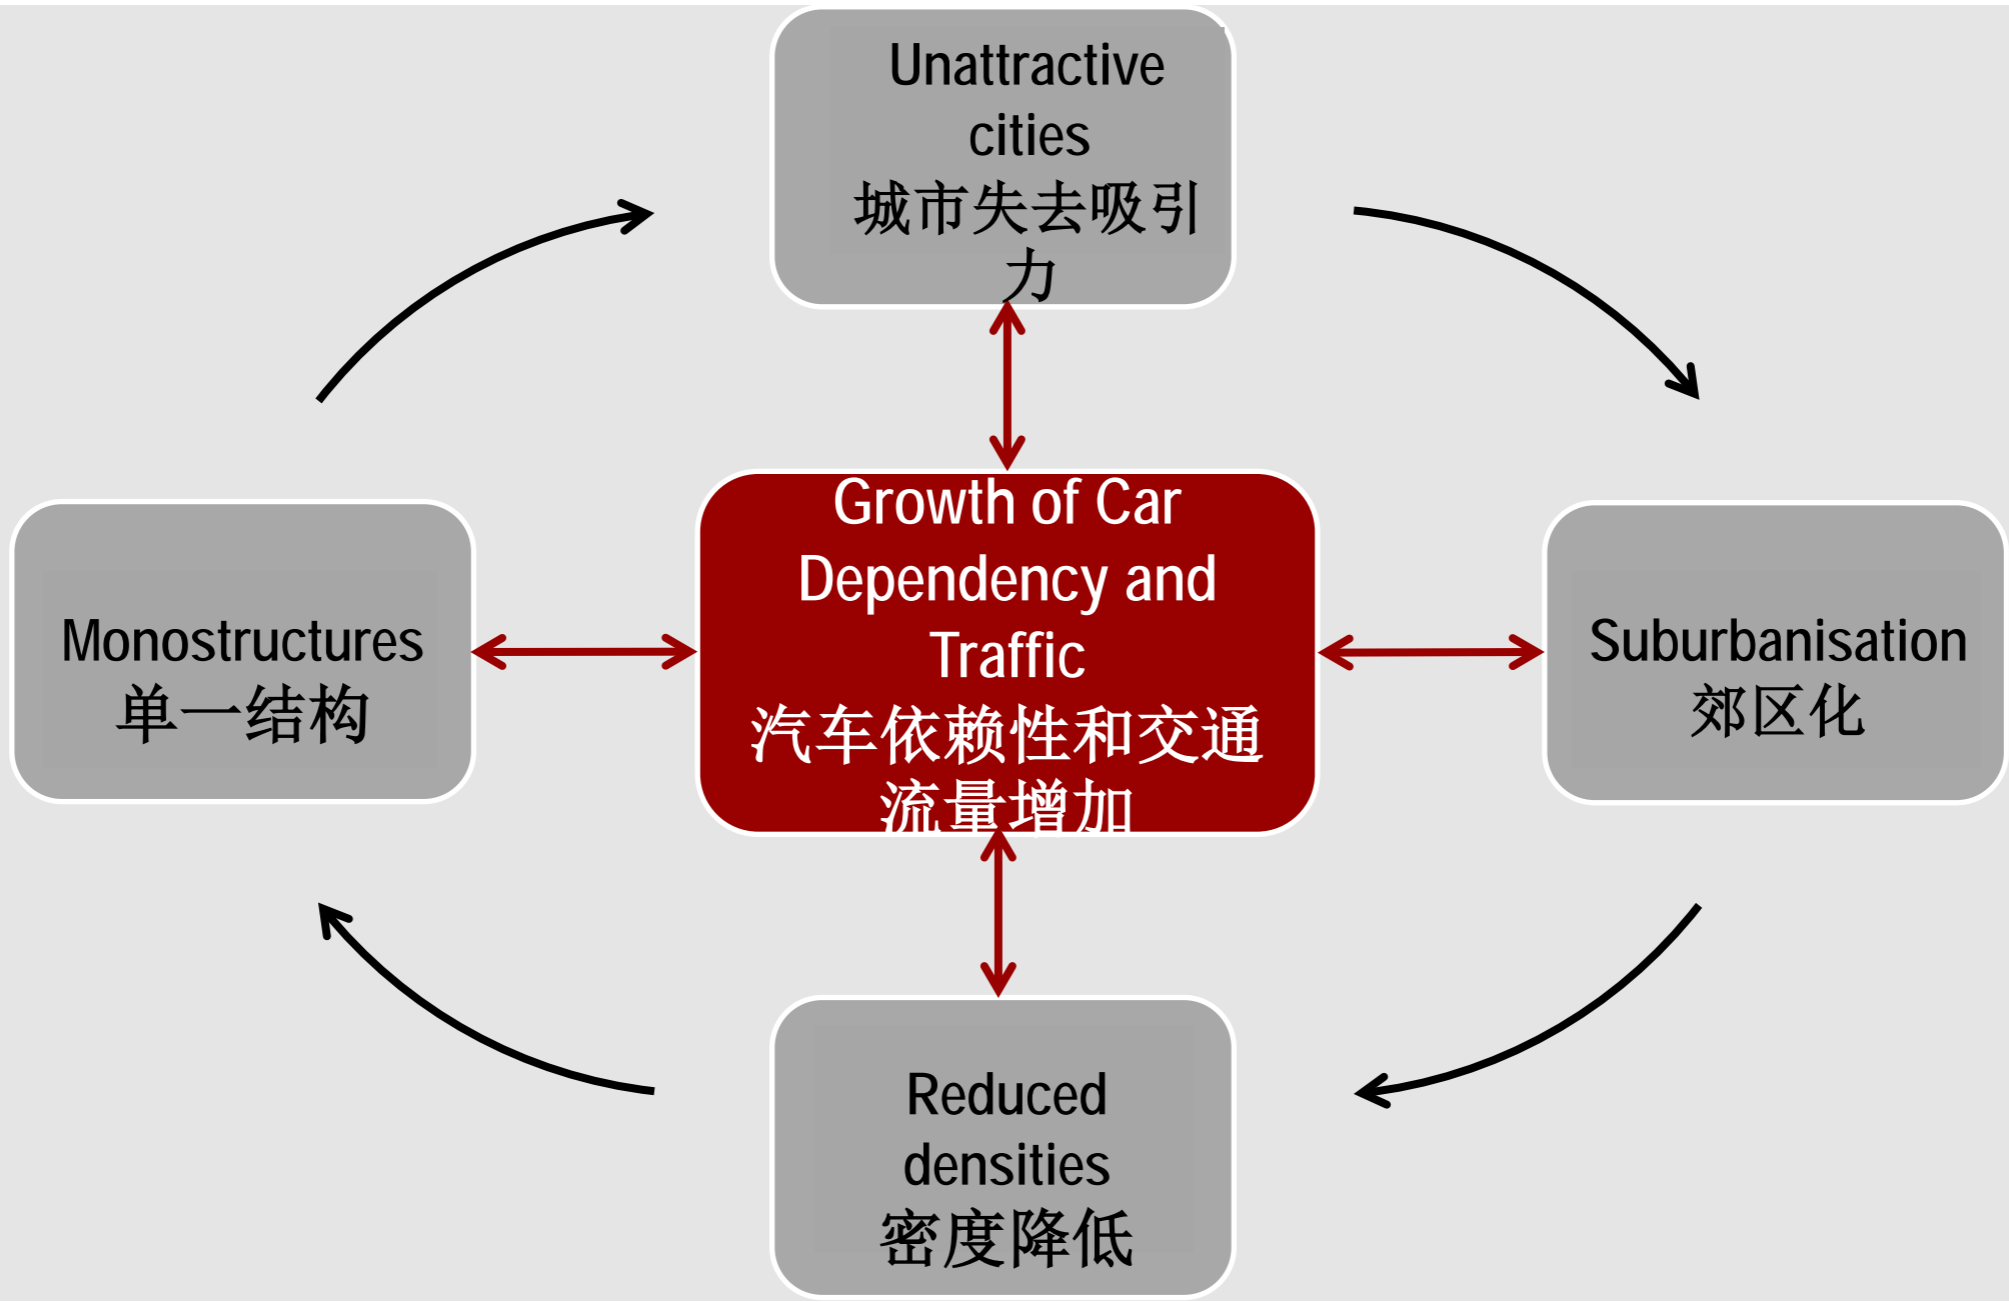 Unattractive
cities
城市失去吸引
力
Growth of Car
Dependency and
Traffic
汽车依赖性和交通
流量增加
Monostructures
单一结构
Suburbanisation
郊区化
Reduced
densities
密度降低